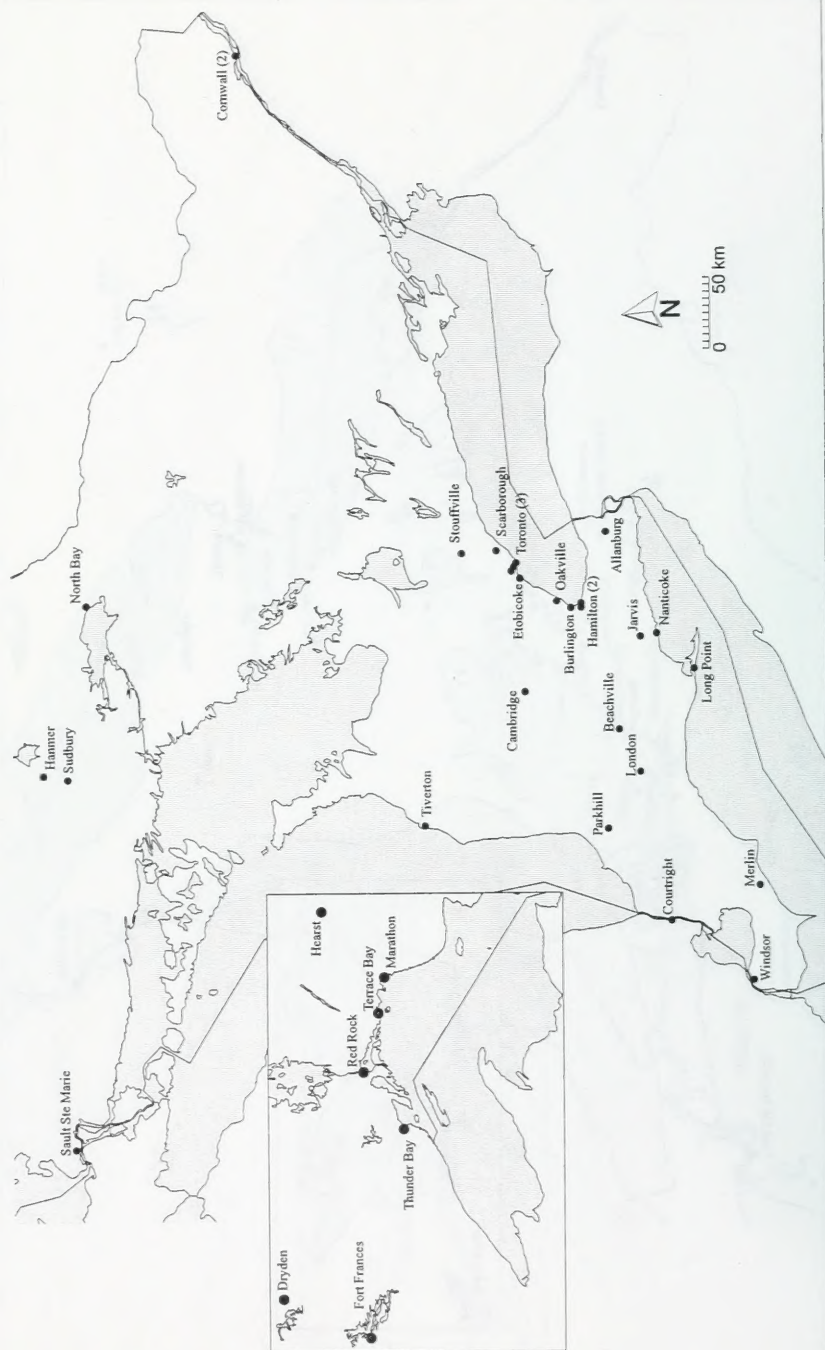 Sault Ste Marie
Hanmer
Sudbury
North Bay
Cornwall (2)
Dryden
Fort Frances
Hearst
Red Rock
Terrace Bay
Marathon
Thunder Bay
Tiverton
Stouffville
Scarborough
Toronto (3)
Etobicoke
Cambridge
Oakville
Burlington
Hamilton (2)
Allanburg
Parkhill
Beachville
London
Jarvis
Nanticoke
Long Point
Courtright
Merlin
Windsor
N
0 50 km